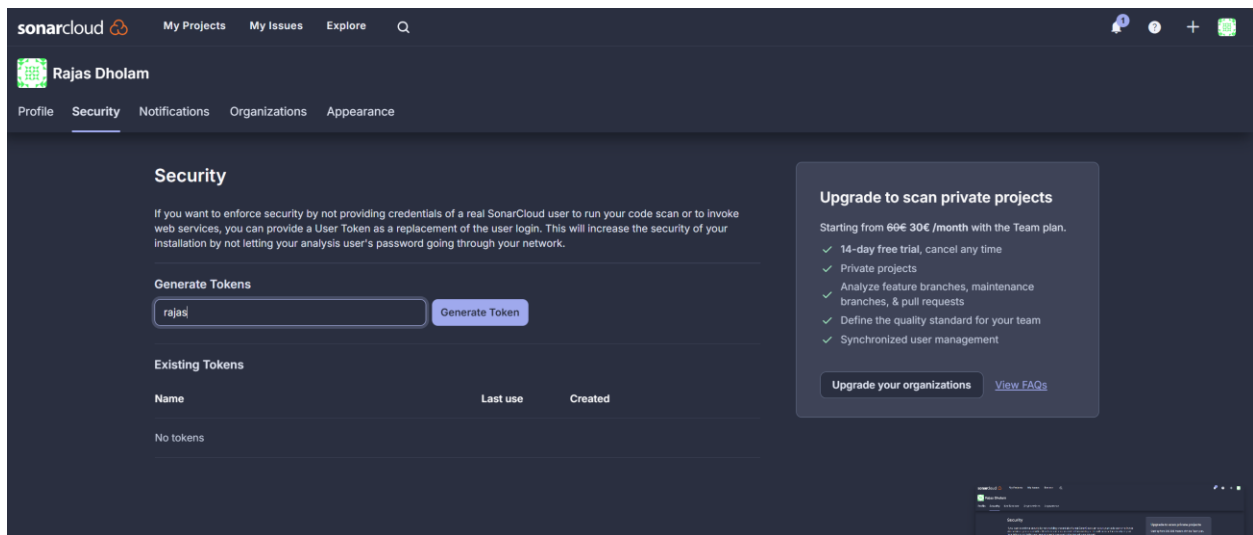 sonarcloud My Projects My Issues Explore
1
Rajas Dholam
Profile Security Notifications Organizations Appearance
Security
If you want to enforce security by not providing credentials of a real SonarCloud user to run your code scan or to invoke
web services, you can provide a User Token as a replacement of the user login. This will increase the security of your
installation by not letting your analysis user's password going through your network.
Generate Tokens
rajas Generate Token
Existing Tokens
Name Last use Created
No tokens
Upgrade to scan private projects
Starting from 60€ 30€ /month with the Team plan.
14-day free trial, cancel any time
Private projects
Analyze feature branches, maintenance
branches, & pull requests
Define the quality standard for your team
Synchronized user management
Upgrade your organizations View FAQs